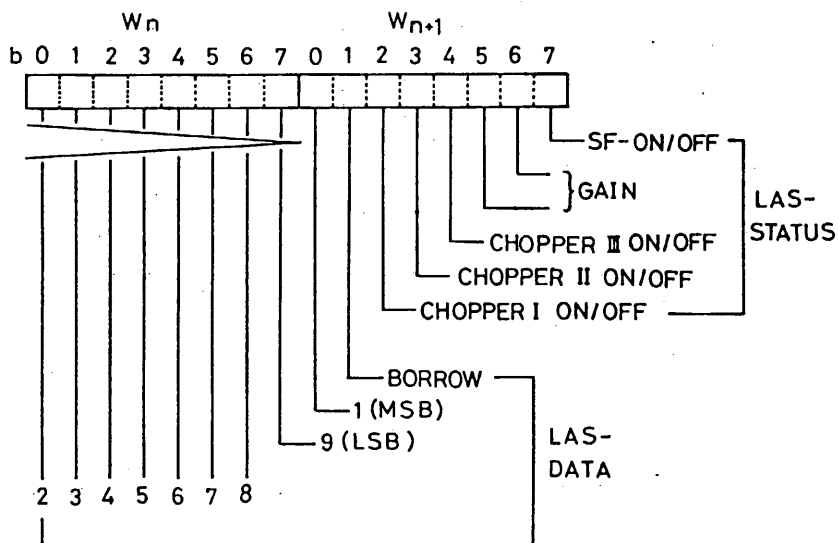 Wn Wn+1
b 0 1 2 3 4 5 6 7 0 1 2 3 4 5 6 7
SF-ON/OFF
}GAIN
LAS-
STATUS
CHOPPER III ON/OFF
CHOPPER II ON/OFF
CHOPPER I ON/OFF
BORROW
1 (MSB)
9 (LSB)
LAS-
DATA
2 3 4 5 6 7 8